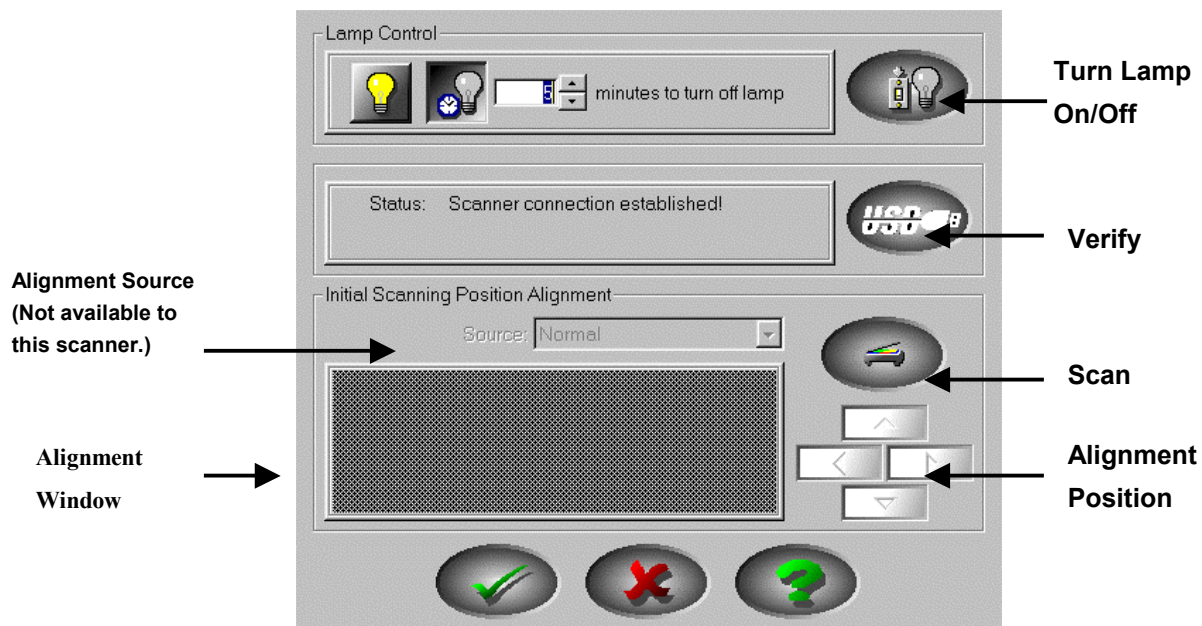 Lamp Control
5 minutes to turn off lamp
Turn Lamp
On/Off
Status: Scanner connection established!
USB
Verify
Alignment Source
(Not available to
this scanner.)
Initial Scanning Position Alignment
Source: Normal
Scan
Alignment
Window
Alignment
Position